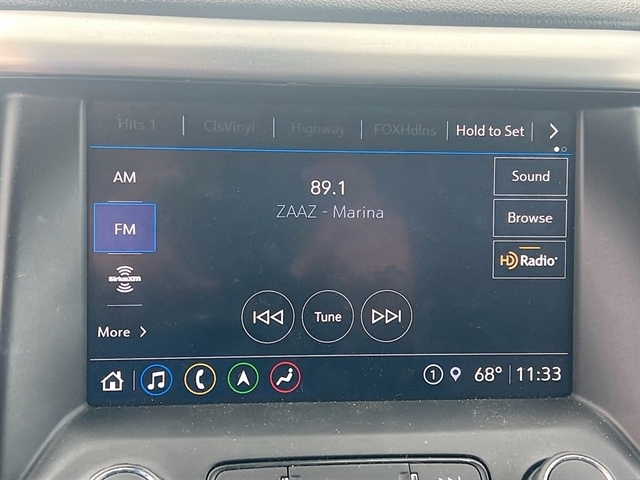 Hits 1 ClsVinyl Highway FOXHdlns Hold to Set
AM
89.1
Sound
ZAAZ - Marina
FM
Browse
HD Radio
SiriusXM
Tune
More
1 68° 11:33